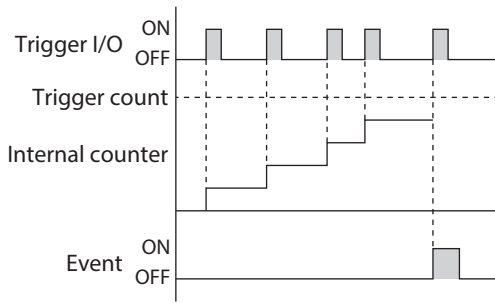 ON
Trigger I/O
OFF
Trigger count
Internal counter
ON
Event
OFF